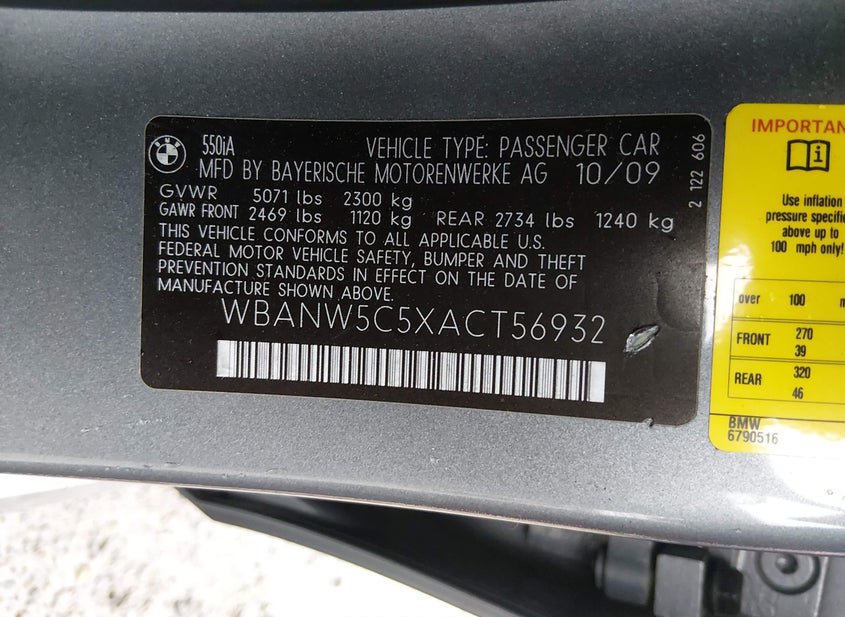 BMW
550iA VEHICLE TYPE: PASSENGER CAR
MFD BY BAYERISCHE MOTORENWERKE AG 10/09
GVWR 5071 lbs 2300 kg
GAWR FRONT 2469 lbs 1120 kg REAR 2734 lbs 1240 kg
THIS VEHICLE CONFORMS TO ALL APPLICABLE U.S.
FEDERAL MOTOR VEHICLE SAFETY, BUMPER AND THEFT
PREVENTION STANDARDS IN EFFECT ON THE DATE OF
MANUFACTURE SHOWN ABOVE.
WBANW5C5XACT56932
2 122 606
IMPORTAN
i
Use inflation
pressure specifie
above up to
100 mph only!
over 100 m
FRONT 270
39
REAR 320
46
BMW
6790516